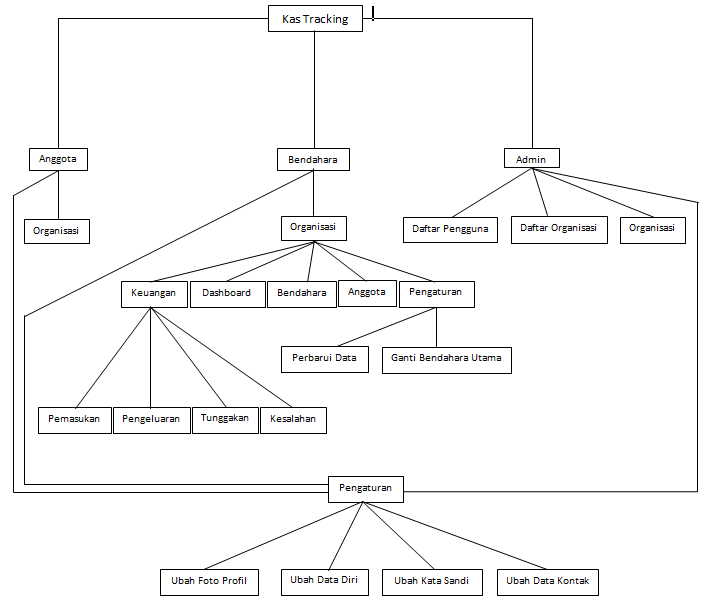 Kas Tracking
Anggota
Bendahara
Admin
Organisasi
Organisasi
Daftar Pengguna
Daftar Organisasi
Organisasi
Keuangan
Dashboard
Bendahara
Anggota
Pengaturan
Perbarui Data
Ganti Bendahara Utama
Pemasukan
Pengeluaran
Tunggakan
Kesalahan
Pengaturan
Ubah Foto Profil
Ubah Data Diri
Ubah Kata Sandi
Ubah Data Kontak